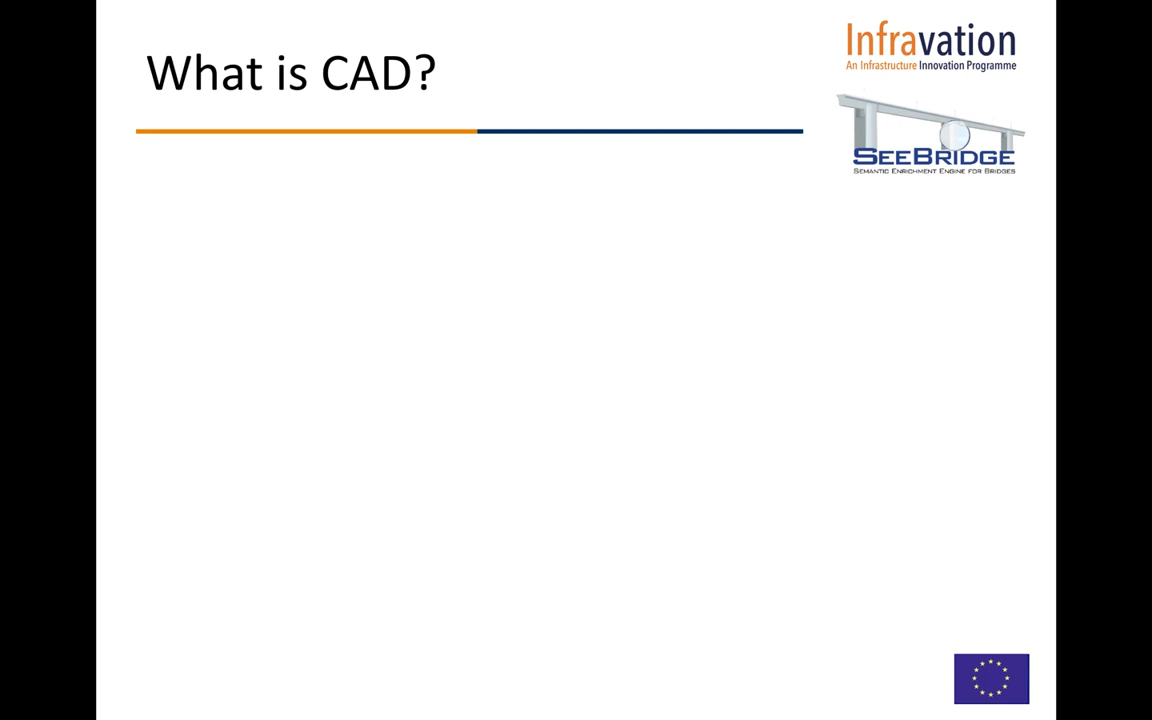 What is CAD?
Infravation
An Infrastructure Innovation Programme
SEEBRIDGE
SEMANTIC ENRICHMENT ENGINE FOR BRIDGES